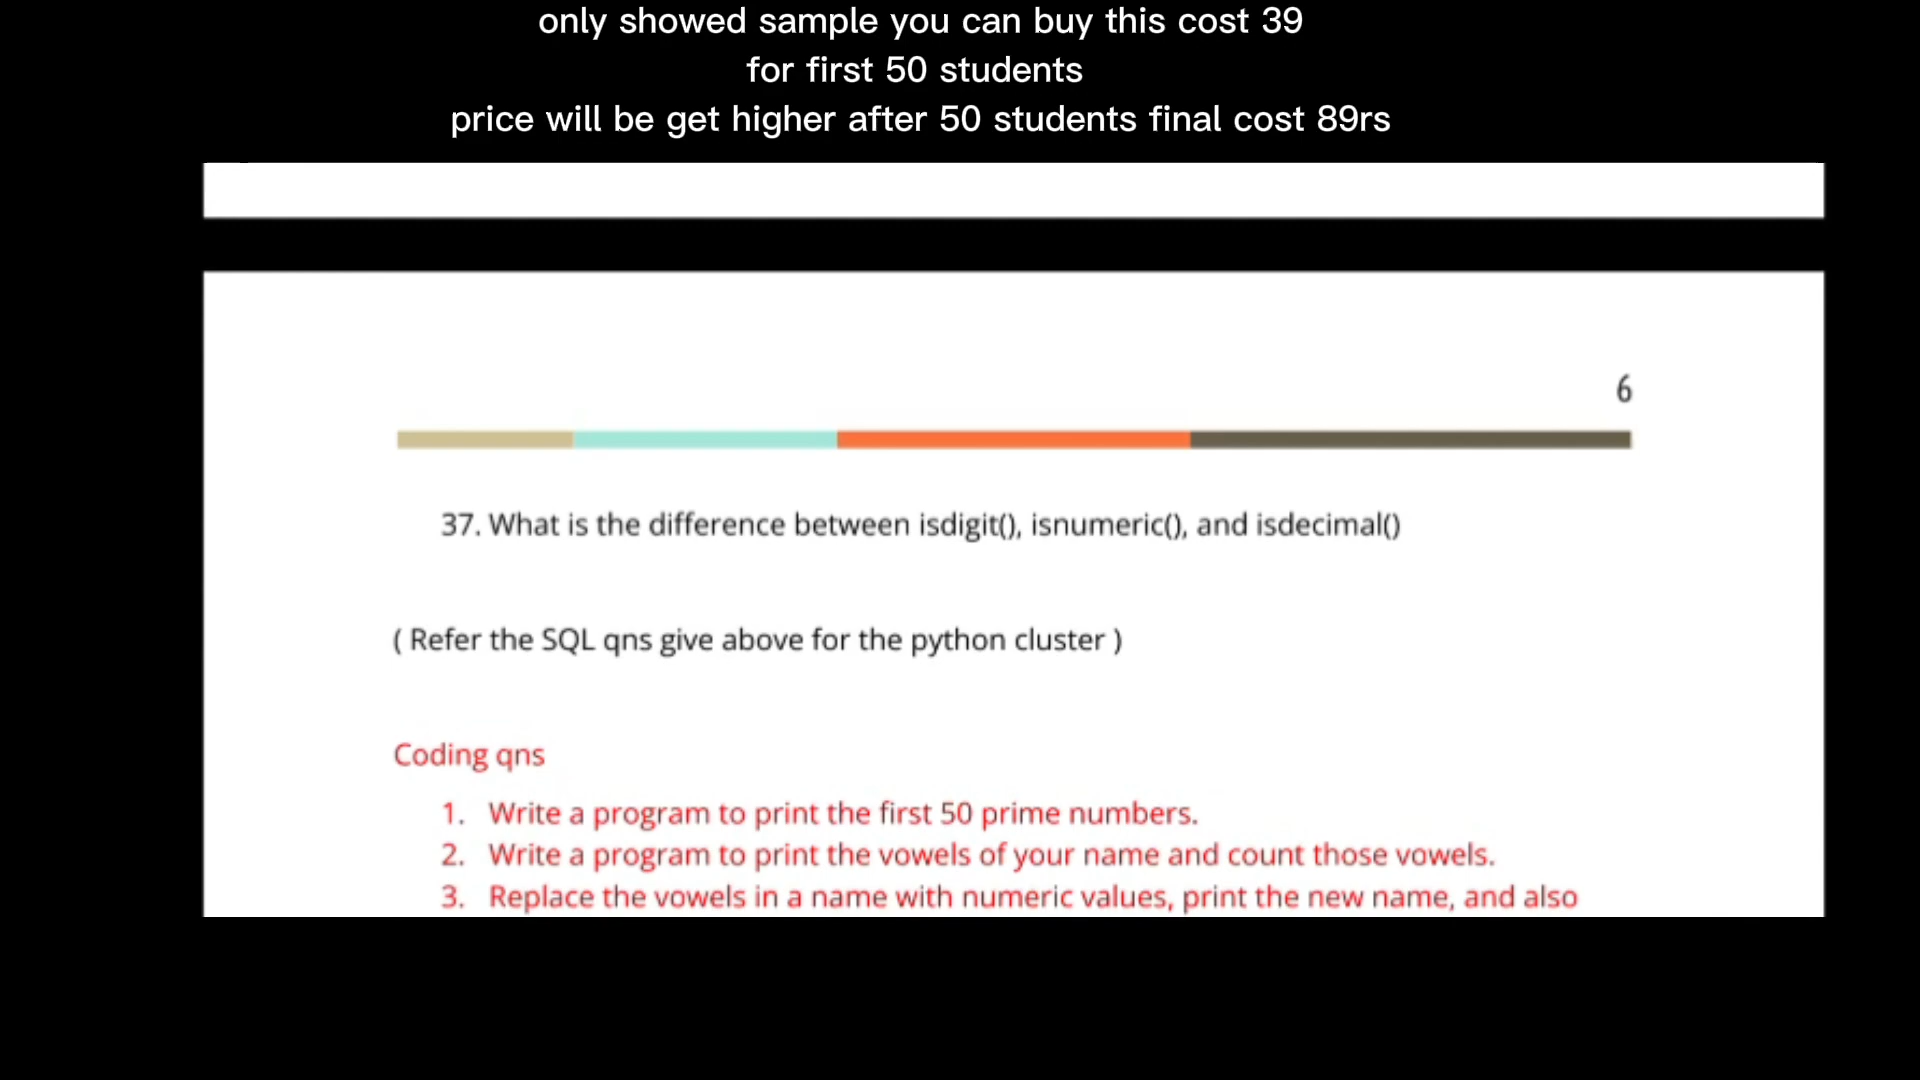 only showed sample you can buy this cost 39
for first 50 students
price will be get higher after 50 students final cost 89rs
6
37. What is the difference between isdigit(), isnumeric(), and isdecimal()
( Refer the SQL qns give above for the python cluster )
Coding qns
1. Write a program to print the first 50 prime numbers.
2. Write a program to print the vowels of your name and count those vowels.
3. Replace the vowels in a name with numeric values, print the new name, and also